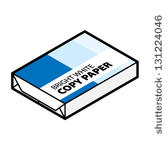 BRIGHT WHITE
COPY PAPER
shutterstock · 131224046